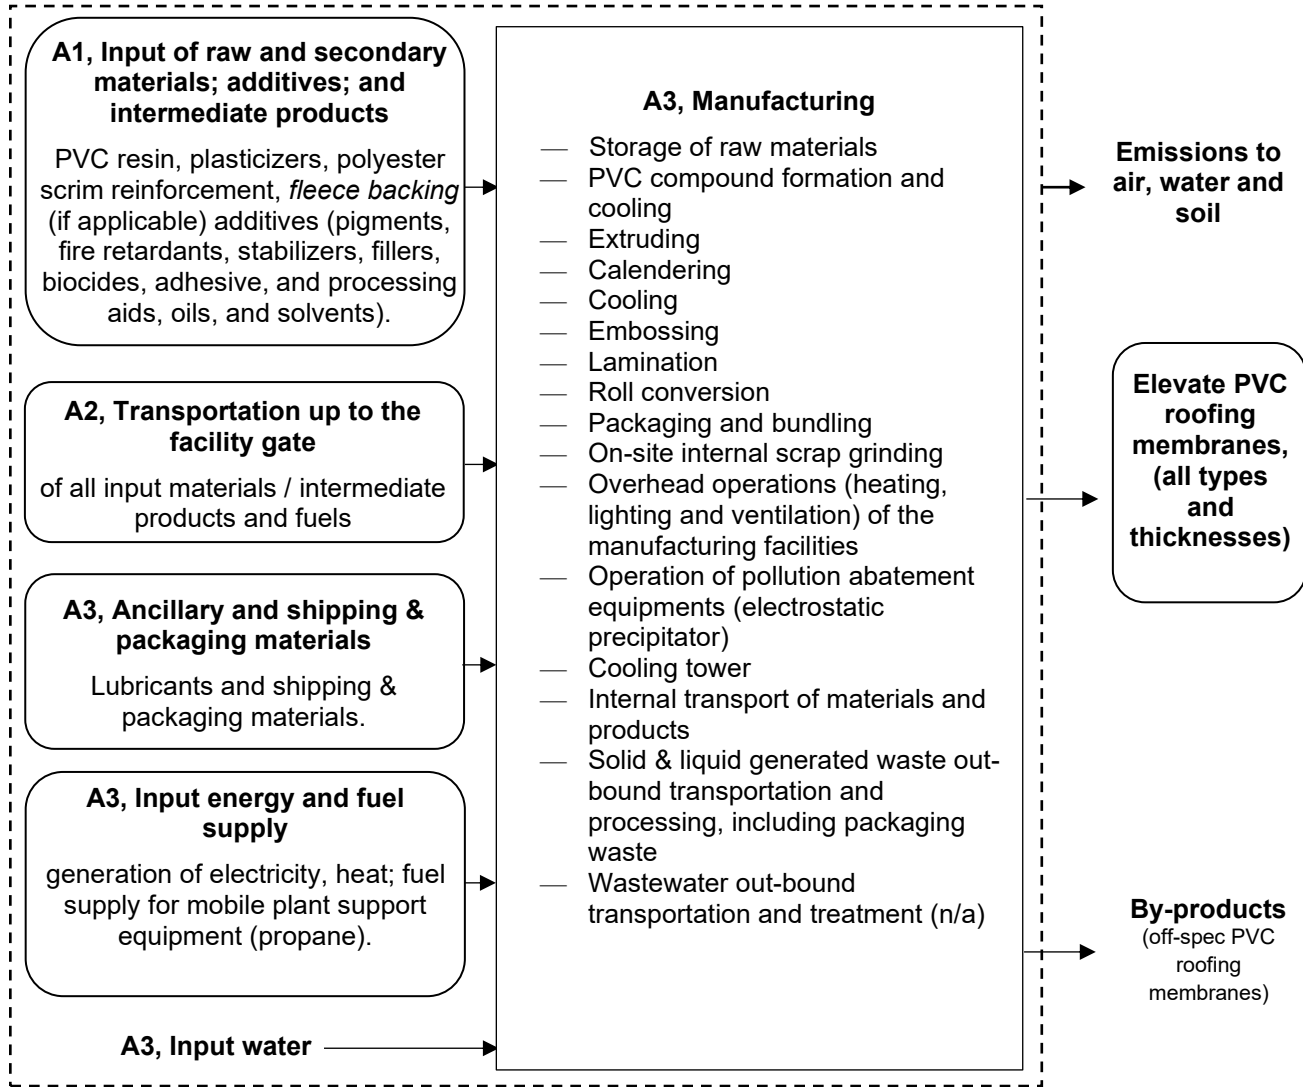 A1, Input of raw and secondary
materials; additives; and
intermediate products
PVC resin, plasticizers, polyester
scrim reinforcement, fleece backing
(if applicable) additives (pigments,
fire retardants, stabilizers, fillers,
biocides, adhesive, and processing
aids, oils, and solvents).
A2, Transportation up to the
facility gate
of all input materials / intermediate
products and fuels
A3, Ancillary and shipping &
packaging materials
Lubricants and shipping &
packaging materials.
A3, Input energy and fuel
supply
generation of electricity, heat; fuel
supply for mobile plant support
equipment (propane).
A3, Input water
A3, Manufacturing
— Storage of raw materials
— PVC compound formation and
cooling
— Extruding
— Calendering
— Cooling
— Embossing
— Lamination
— Roll conversion
— Packaging and bundling
— On-site internal scrap grinding
— Overhead operations (heating,
lighting and ventilation) of the
manufacturing facilities
— Operation of pollution abatement
equipments (electrostatic
precipitator)
— Cooling tower
— Internal transport of materials and
products
— Solid & liquid generated waste out-
bound transportation and
processing, including packaging
waste
— Wastewater out-bound
transportation and treatment (n/a)
Emissions to
air, water and
soil
Elevate PVC
roofing
membranes,
(all types
and
thicknesses)
By-products
(off-spec PVC
roofing
membranes)